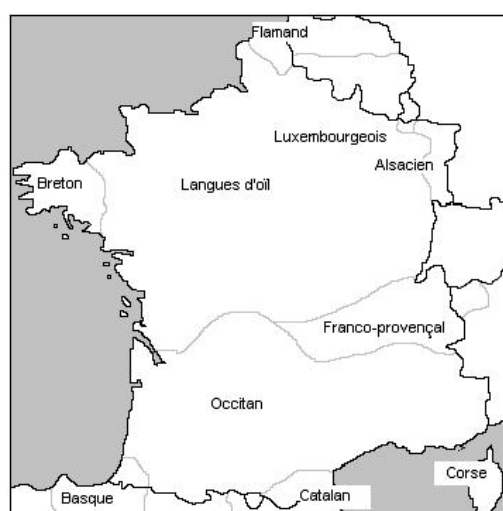 Flamand
Luxembourgeois
Alsacien
Breton
Langues d'oïl
Franco-provençal
Occitan
Corse
Basque
Catalan